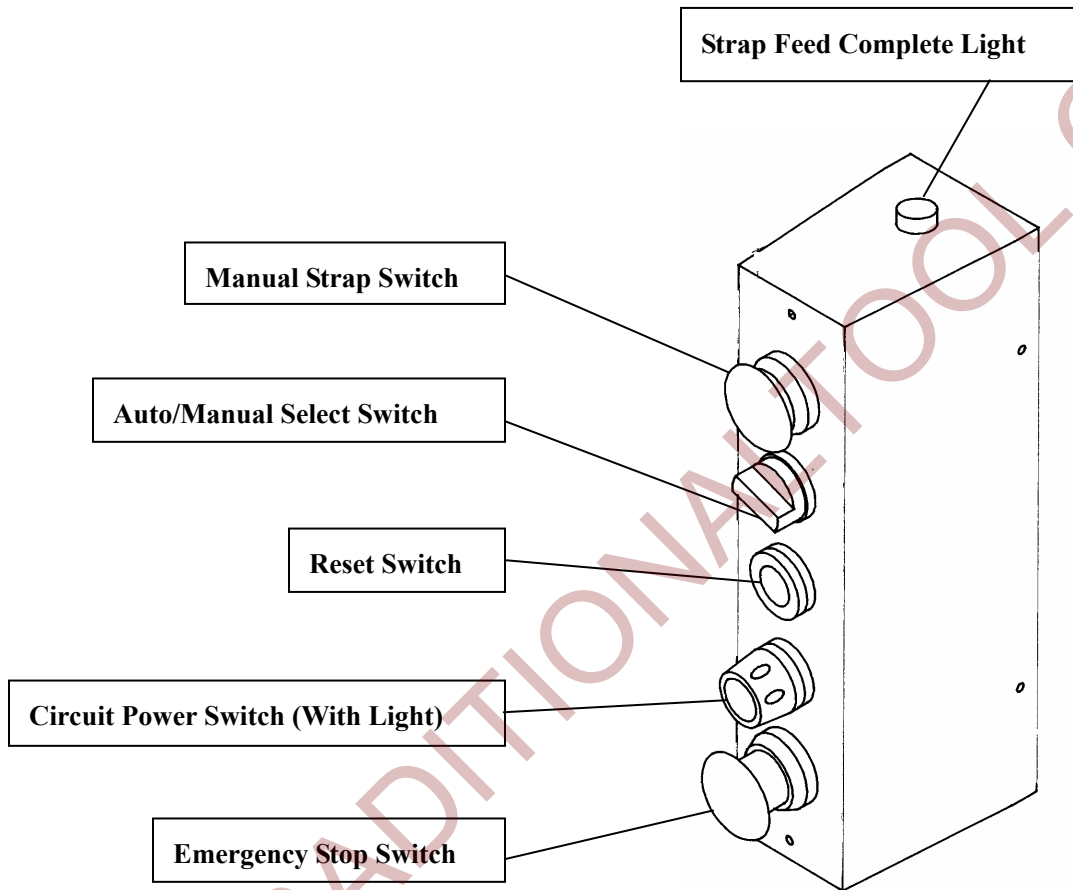 Strap Feed Complete Light
Manual Strap Switch
Auto/Manual Select Switch
Reset Switch
Circuit Power Switch (With Light)
Emergency Stop Switch